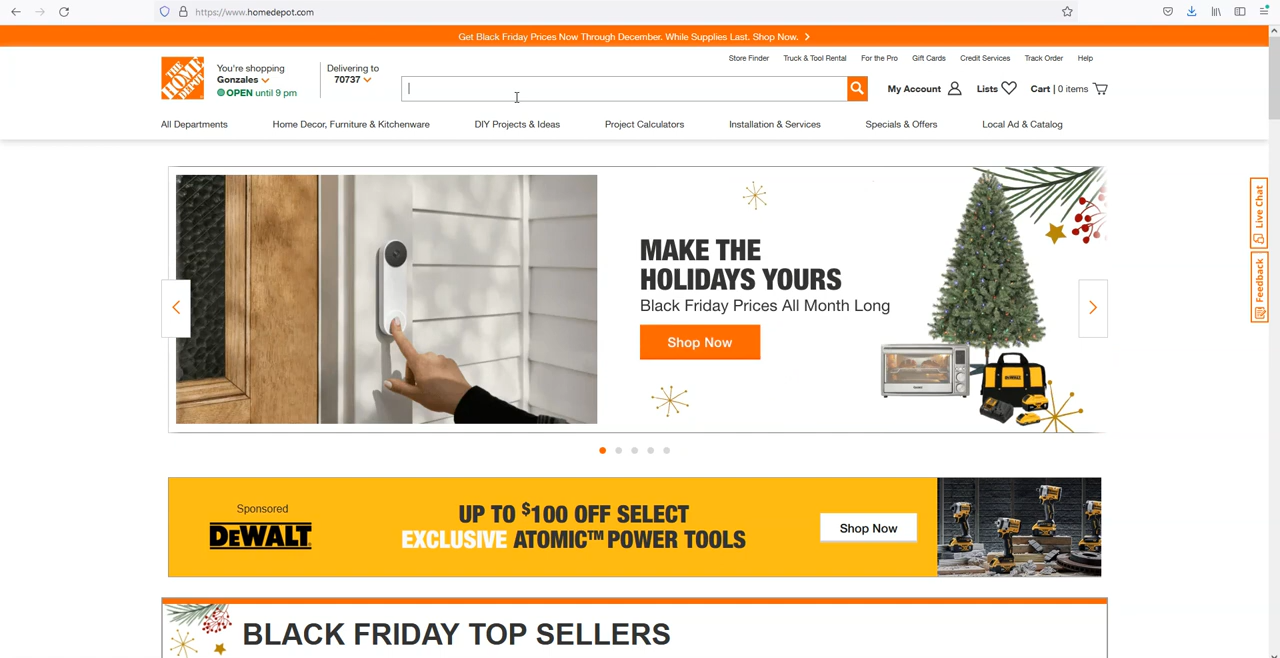 https://www.homedepot.com
Get Black Friday Prices Now Through December. While Supplies Last. Shop Now.
Store Finder Truck & Tool Rental For the Pro Gift Cards Credit Services Track Order Help
THE HOME DEPOT
You're shopping
Gonzales
OPEN until 9 pm
Delivering to
70737
My Account Lists Cart | 0 items
All Departments Home Decor, Furniture & Kitchenware DIY Projects & Ideas Project Calculators Installation & Services Specials & Offers Local Ad & Catalog
MAKE THE
HOLIDAYS YOURS
Black Friday Prices All Month Long
Shop Now
DEWALT
Live Chat
Feedback
Sponsored
DEWALT
UP TO $100 OFF SELECT
EXCLUSIVE ATOMIC™ POWER TOOLS
Shop Now
BLACK FRIDAY TOP SELLERS